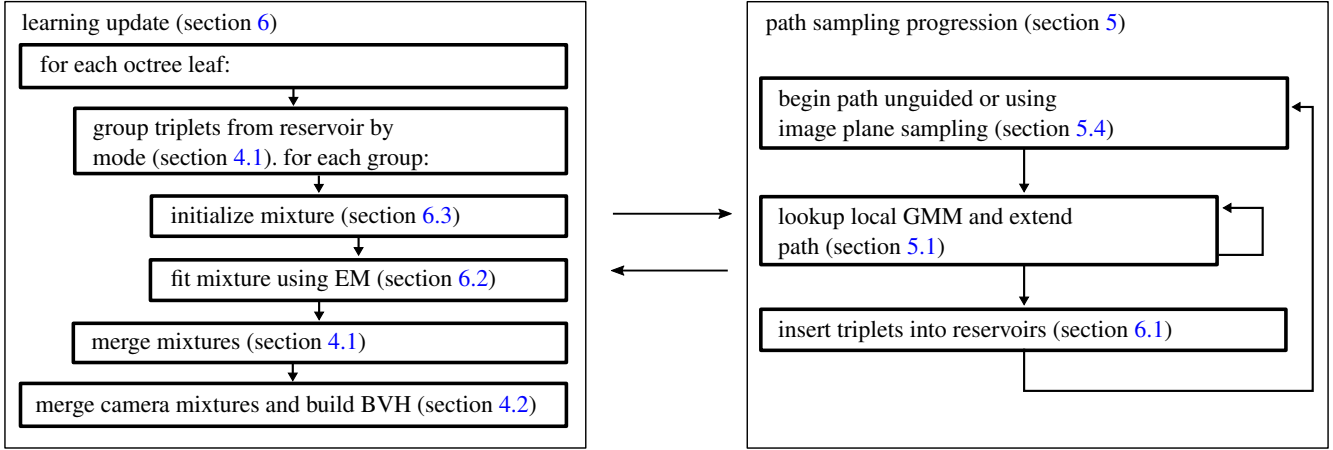 learning update (section 6)
for each octree leaf:
group triplets from reservoir by
mode (section 4.1). for each group:
initialize mixture (section 6.3)
fit mixture using EM (section 6.2)
merge mixtures (section 4.1)
merge camera mixtures and build BVH (section 4.2)
path sampling progression (section 5)
begin path unguided or using
image plane sampling (section 5.4)
lookup local GMM and extend
path (section 5.1)
insert triplets into reservoirs (section 6.1)